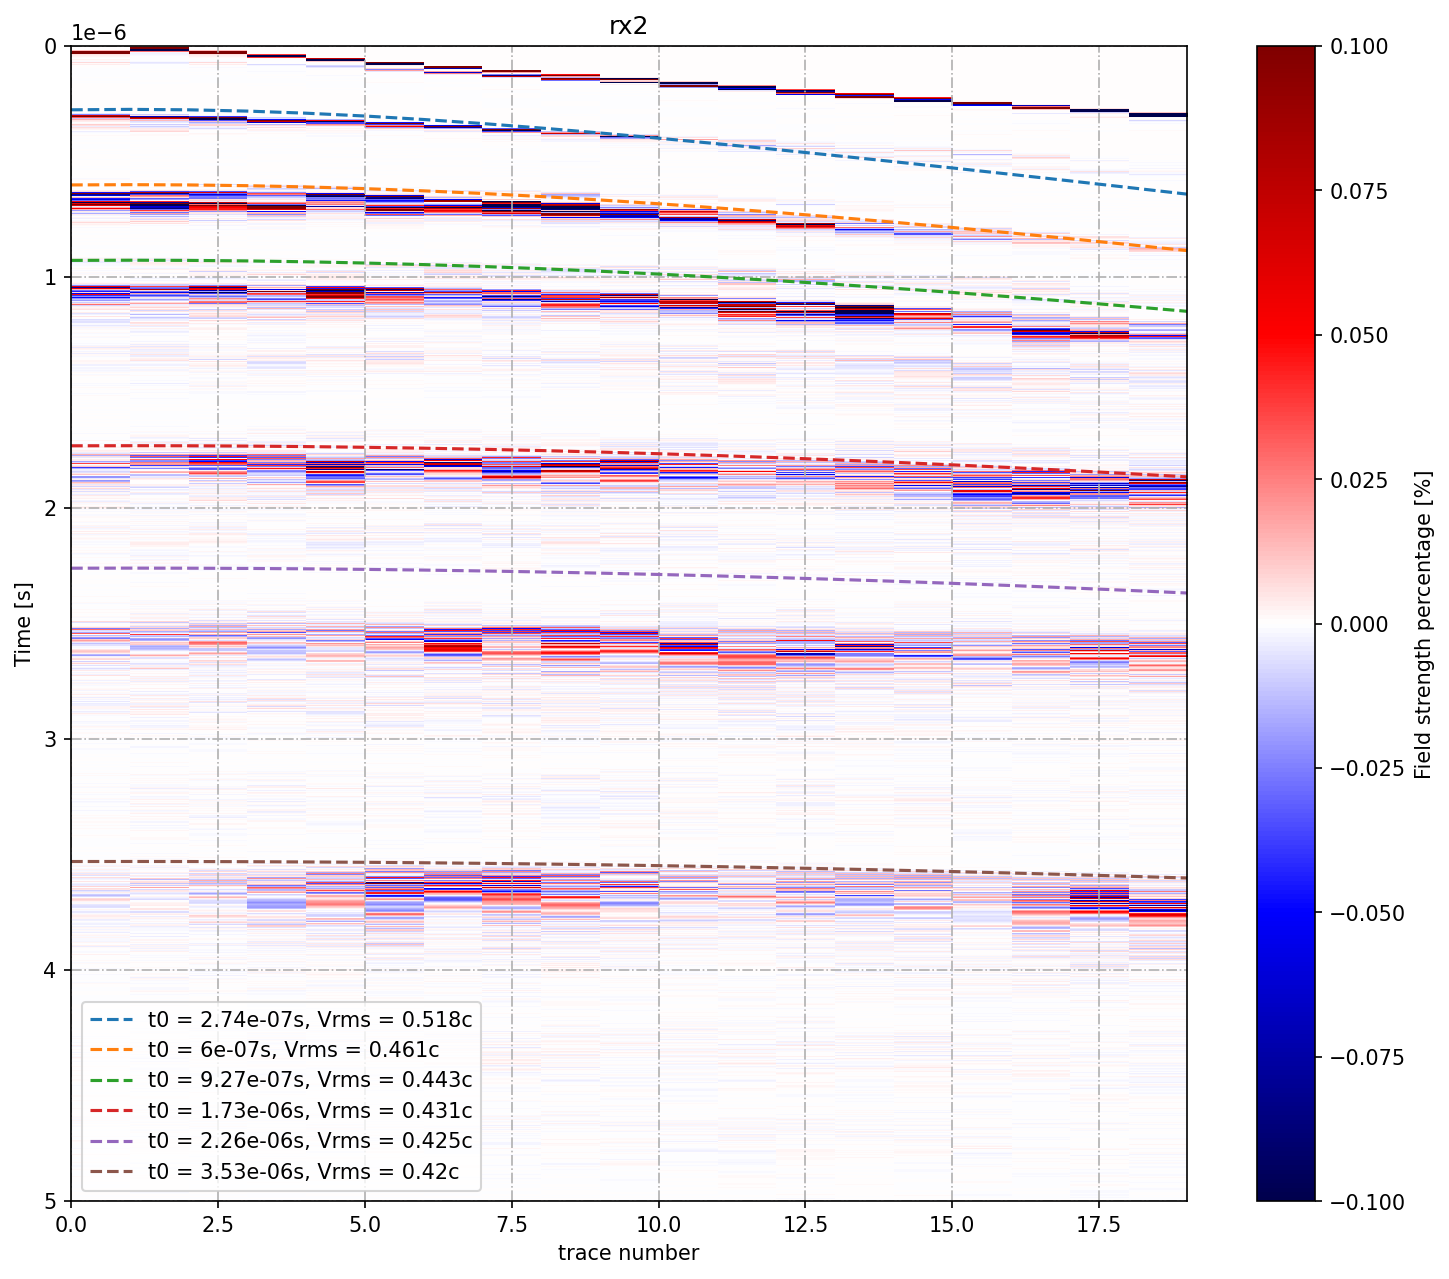 rx2
1e−6
0
1
2
3
4
5
Time [s]
0.0
2.5
5.0
7.5
10.0
12.5
15.0
17.5
trace number
t0 = 2.74e-07s, Vrms = 0.518c
t0 = 6e-07s, Vrms = 0.461c
t0 = 9.27e-07s, Vrms = 0.443c
t0 = 1.73e-06s, Vrms = 0.431c
t0 = 2.26e-06s, Vrms = 0.425c
t0 = 3.53e-06s, Vrms = 0.42c
0.100
0.075
0.050
0.025
0.000
−0.025
−0.050
−0.075
−0.100
Field strength percentage [%]